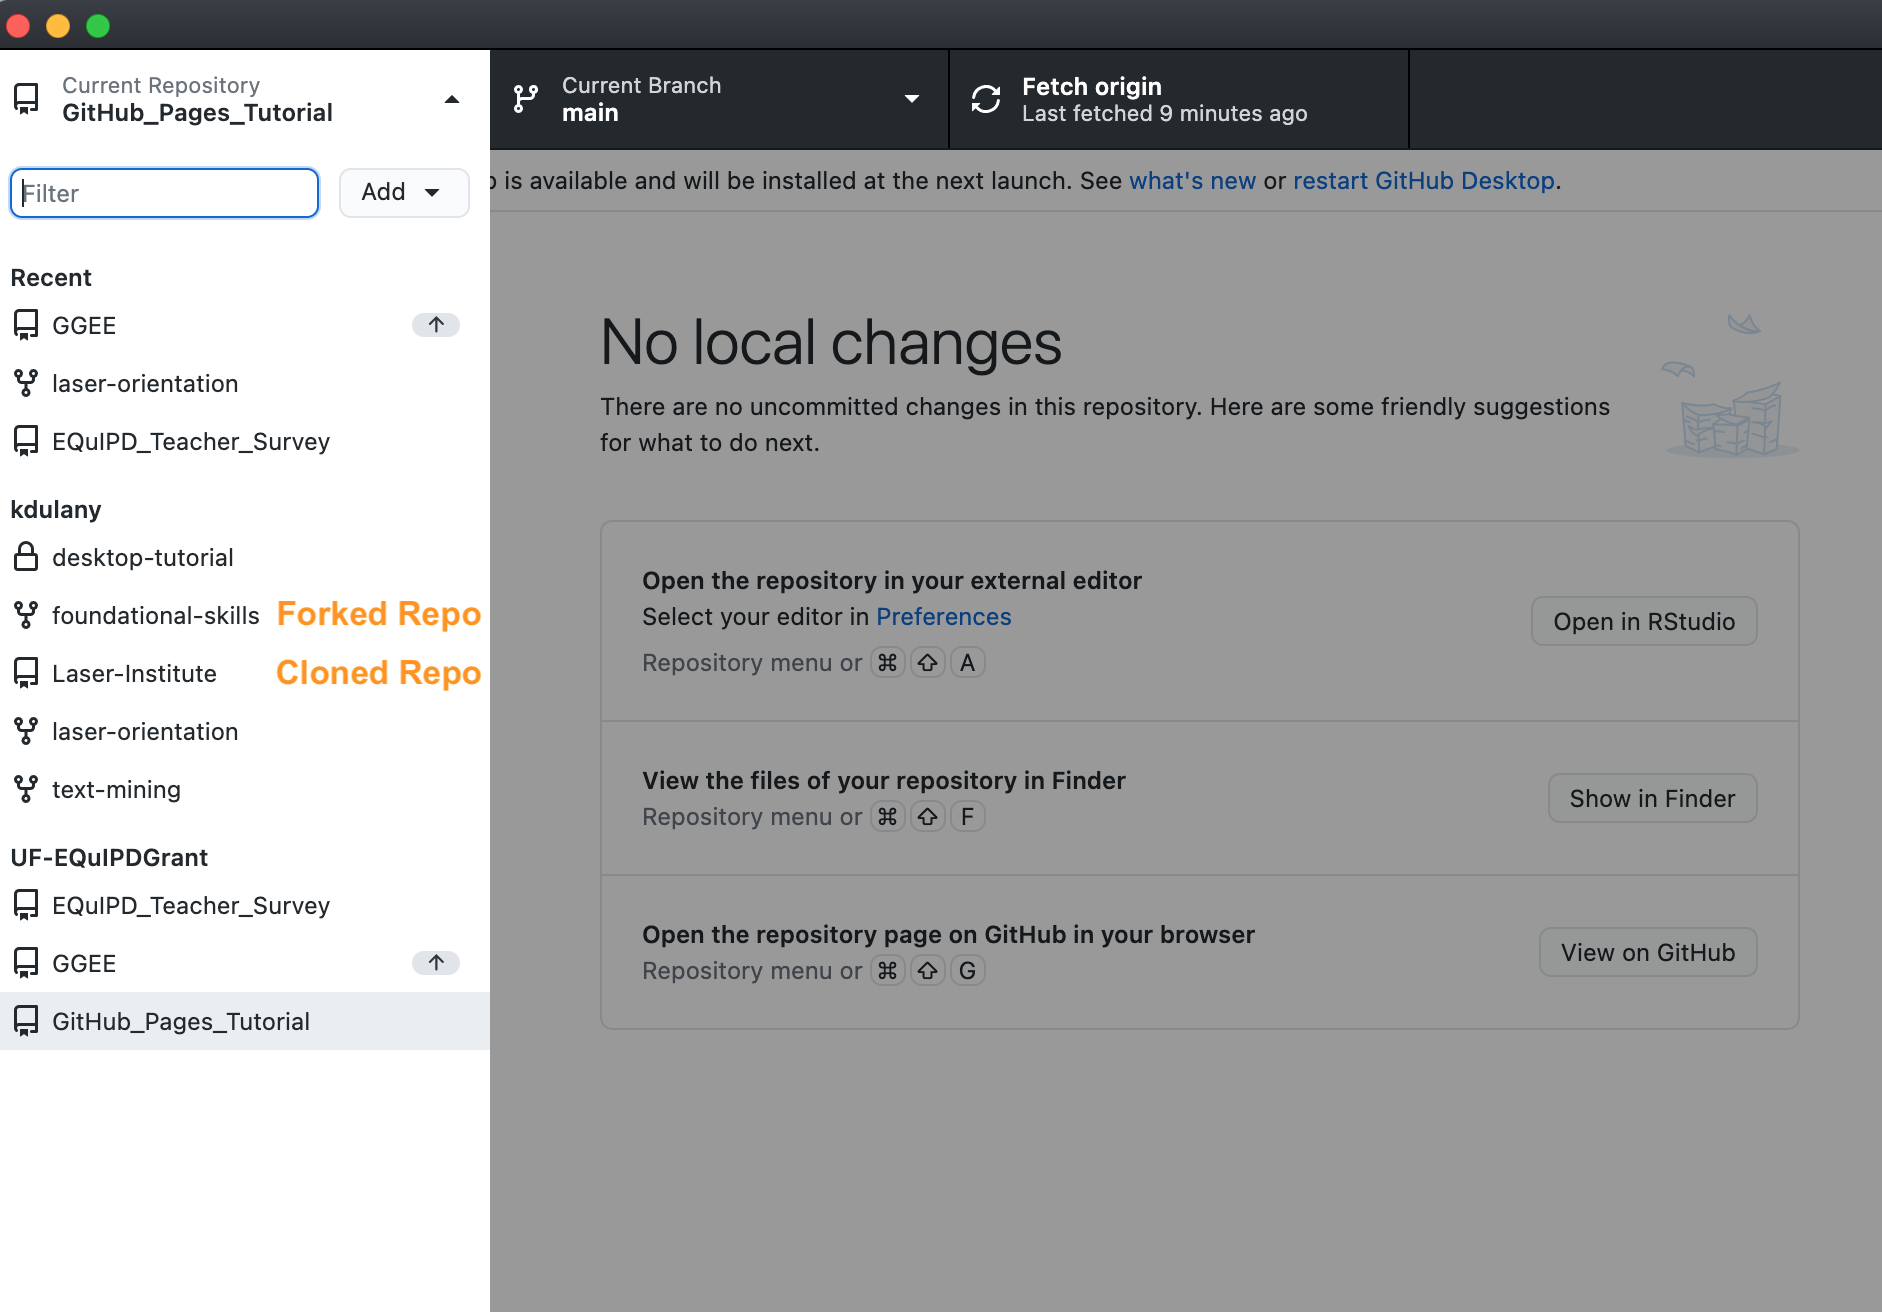 Current Repository
GitHub_Pages_Tutorial
Current Branch
main
Fetch origin
Last fetched 9 minutes ago
Filter
Add
is available and will be installed at the next launch. See what's new or restart GitHub Desktop.
Recent
GGEE
laser-orientation
EQuIPD_Teacher_Survey
kdulany
desktop-tutorial
foundational-skills Forked Repo
Laser-Institute Cloned Repo
laser-orientation
text-mining
UF-EQuIPDGrant
EQuIPD_Teacher_Survey
GGEE
GitHub_Pages_Tutorial
No local changes
There are no uncommitted changes in this repository. Here are some friendly suggestions
for what to do next.
Open the repository in your external editor
Select your editor in Preferences
Repository menu or ⌘ ⇧ A
Open in RStudio
View the files of your repository in Finder
Repository menu or ⌘ ⇧ F
Show in Finder
Open the repository page on GitHub in your browser
Repository menu or ⌘ ⇧ G
View on GitHub